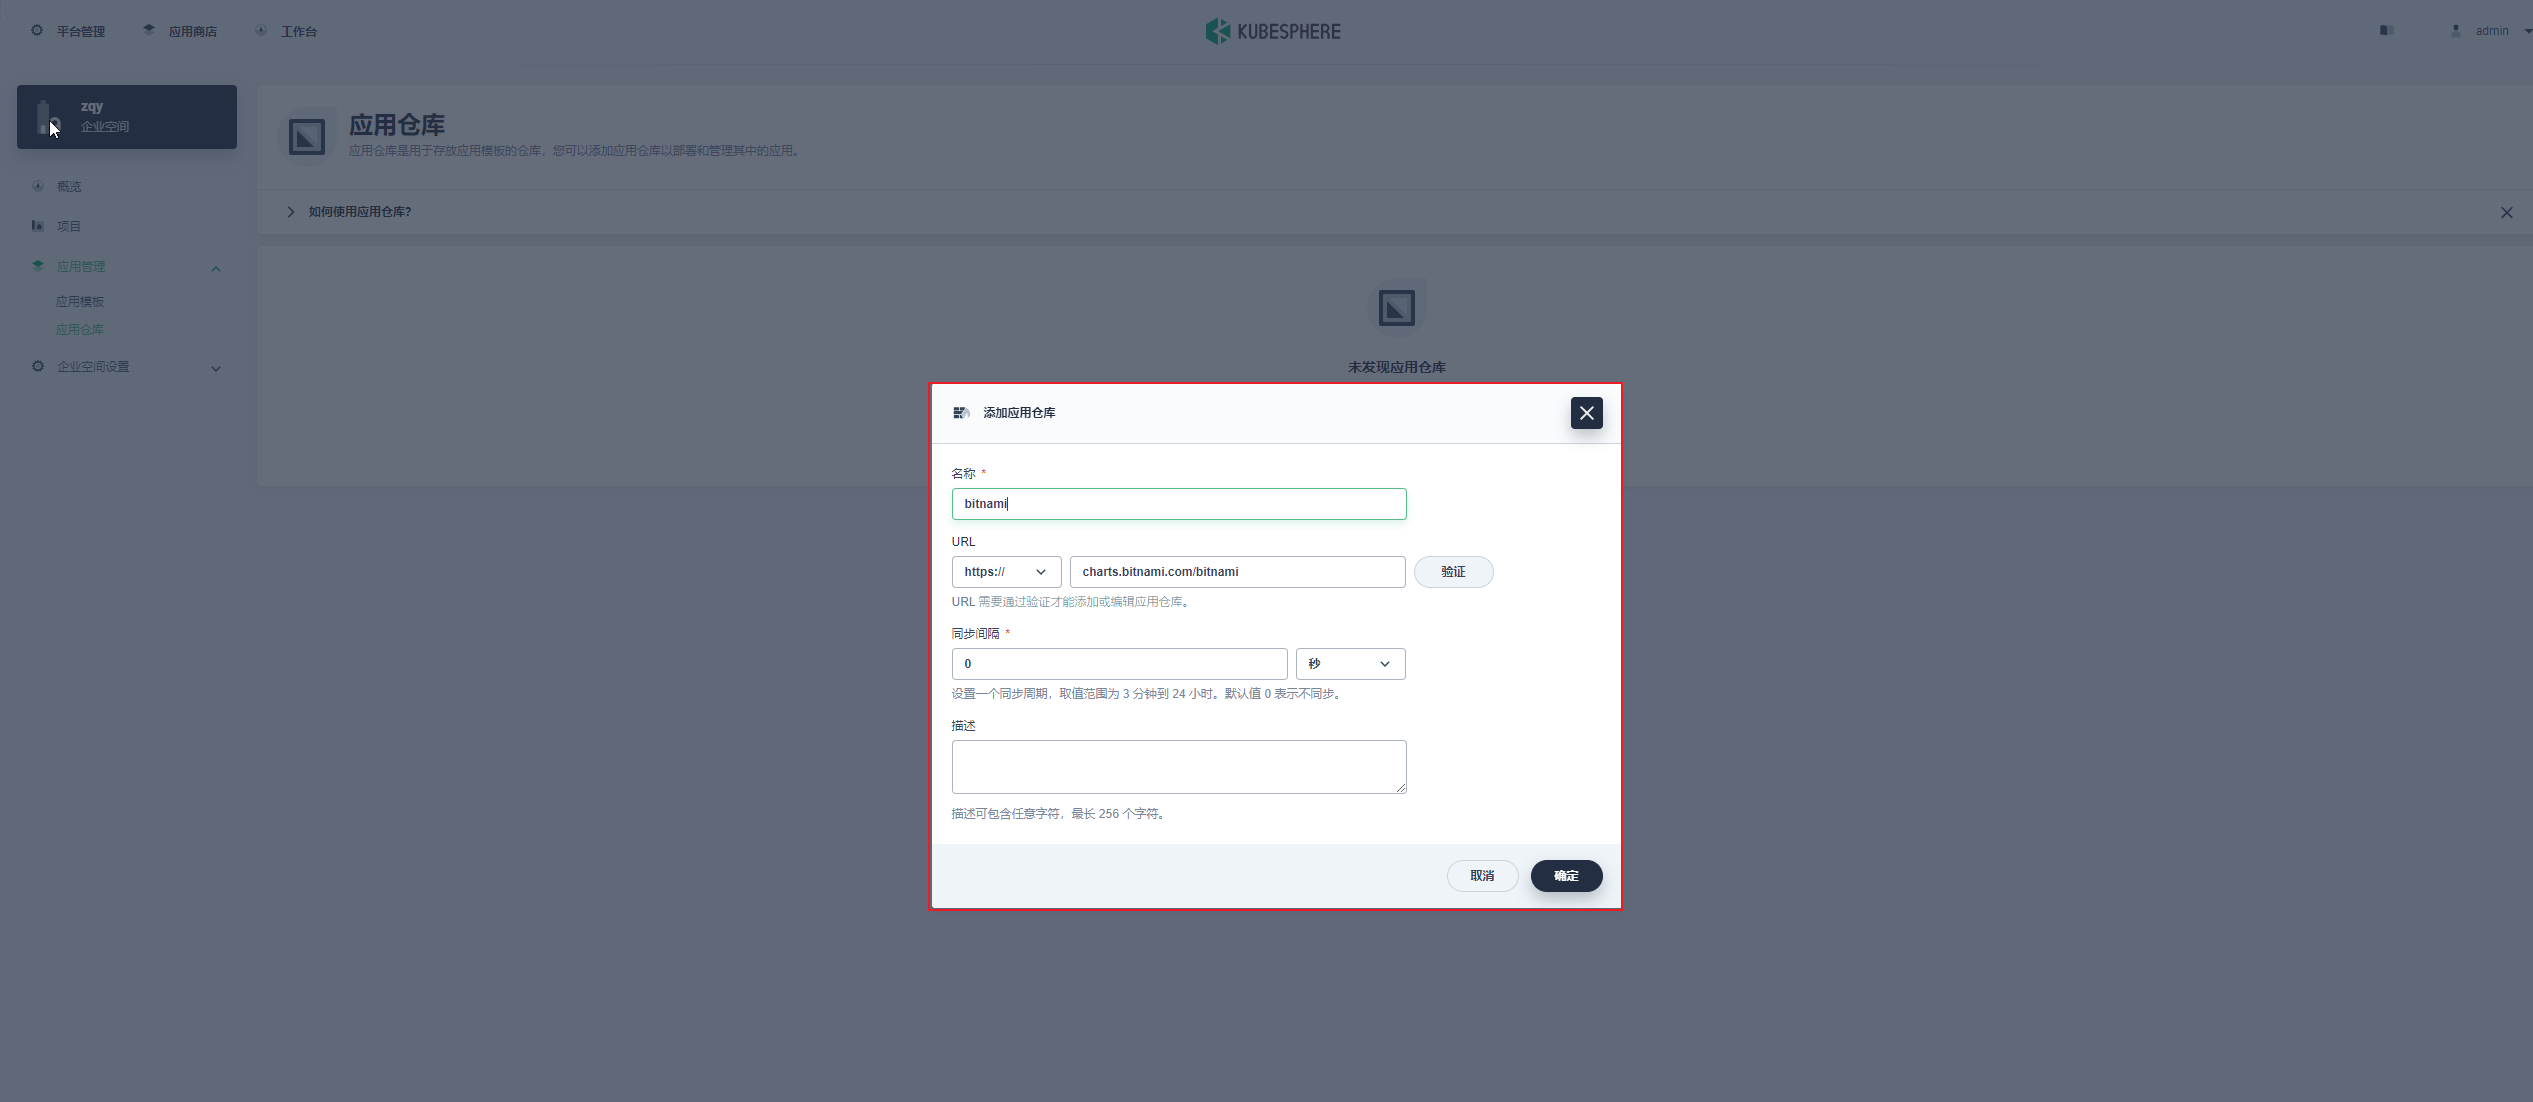 平台管理 应用商店 工作台 KUBESPHERE admin
zqy
企业空间
概览
项目
应用管理
应用模板
应用仓库
企业空间设置
应用仓库
应用仓库是用于存放应用模板的仓库，您可以添加应用仓库以部署和管理其中的应用。
如何使用应用仓库?
未发现应用仓库
添加应用仓库
名称 *
bitnami
URL
https:// charts.bitnami.com/bitnami 验证
URL 需要通过验证才能添加或编辑应用仓库。
同步间隔 *
0 秒
设置一个同步周期，取值范围为 3 分钟到 24 小时。默认值 0 表示不同步。
描述
描述可包含任意字符，最长 256 个字符。
取消 确定